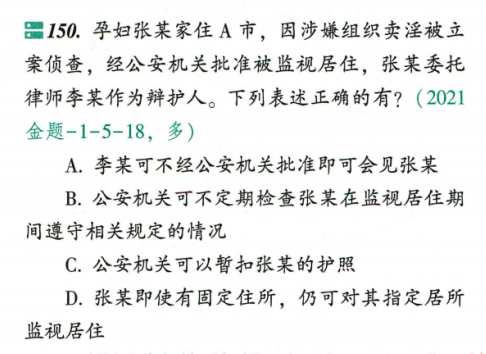 150. 孕妇张某家住 A 市，因涉嫌组织卖淫被立
案侦查，经公安机关批准被监视居住，张某委托
律师李某作为辩护人。下列表述正确的有？（2021
金题-1-5-18，多）
A. 李某可不经公安机关批准即可会见张某
B. 公安机关可不定期检查张某在监视居住期
间遵守相关规定的情况
C. 公安机关可以暂扣张某的护照
D. 张某即使有固定住所，仍可对其指定居所
监视居住